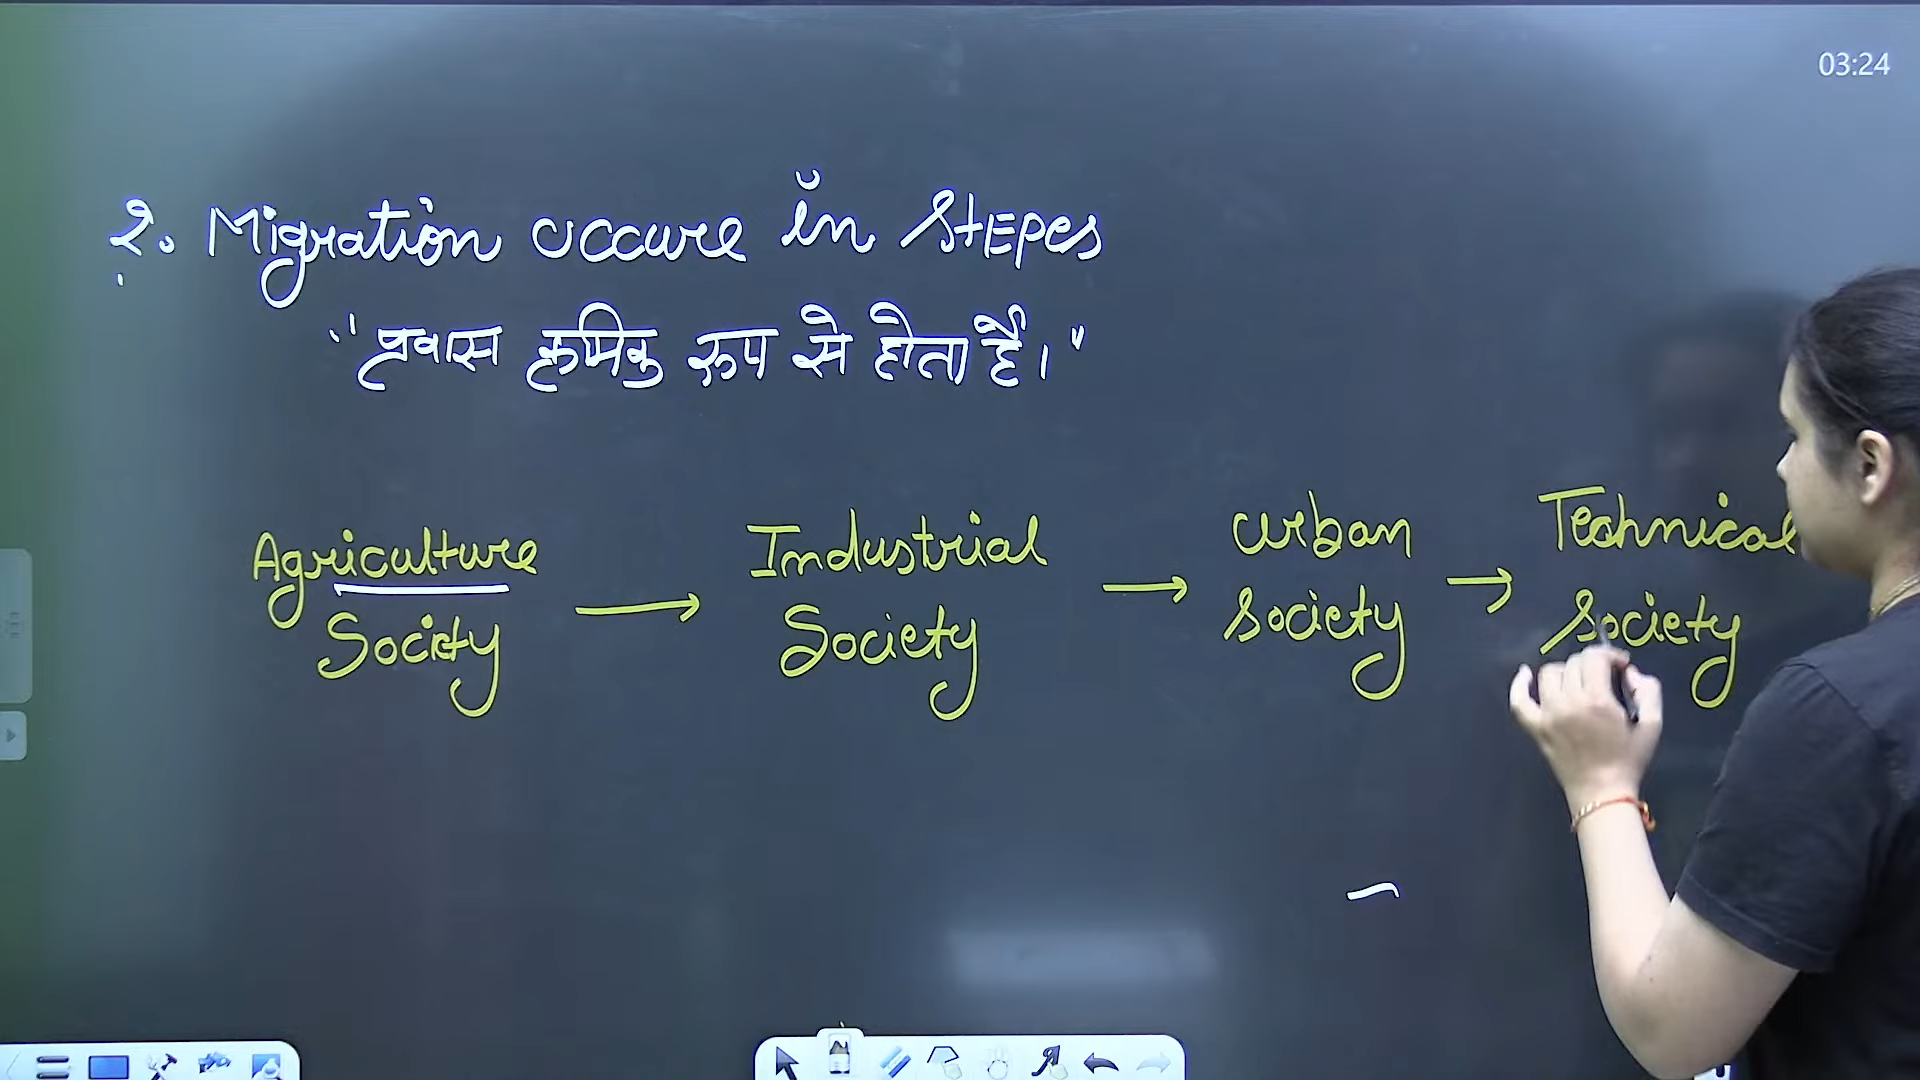 03:24
2. Migration occure in StEpes
"प्रवास क्रमिक रूप से होता है।"
Agriculture Society → Industrial Society → Urban Society → Technical Society